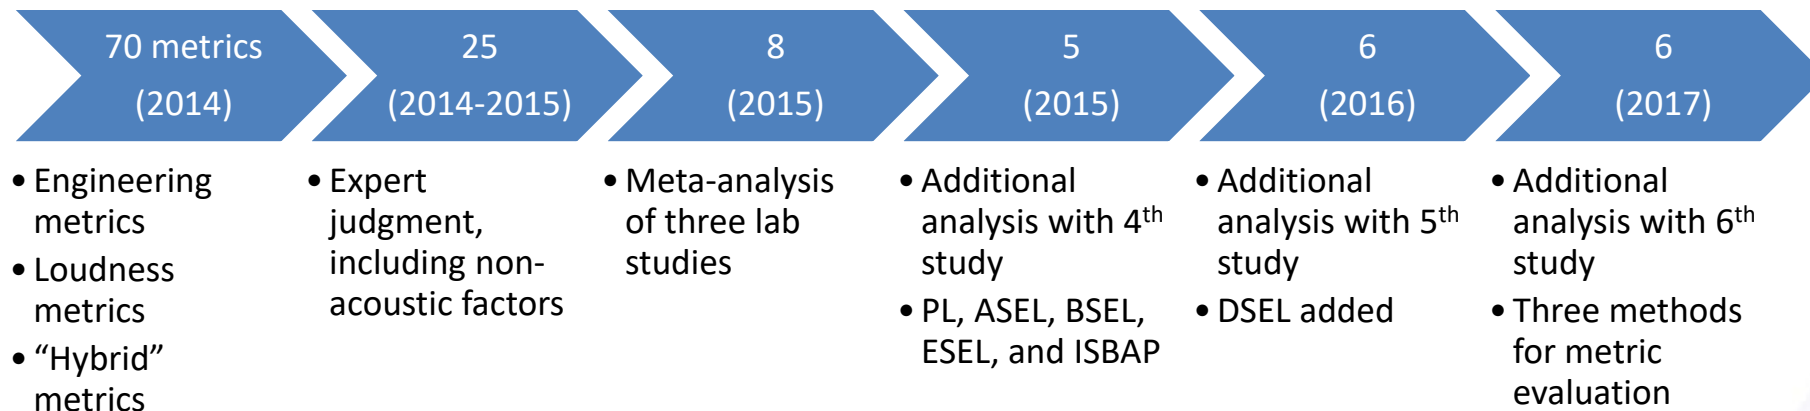 70 metrics
(2014)
• Engineering
metrics
• Loudness
metrics
• “Hybrid”
metrics
25
(2014-2015)
• Expert
judgment,
including non-
acoustic factors
8
(2015)
• Meta-analysis
of three lab
studies
5
(2015)
• Additional
analysis with 4th
study
• PL, ASEL, BSEL,
ESEL, and ISBAP
6
(2016)
• Additional
analysis with 5th
study
• DSEL added
6
(2017)
• Additional
analysis with 6th
study
• Three methods
for metric
evaluation